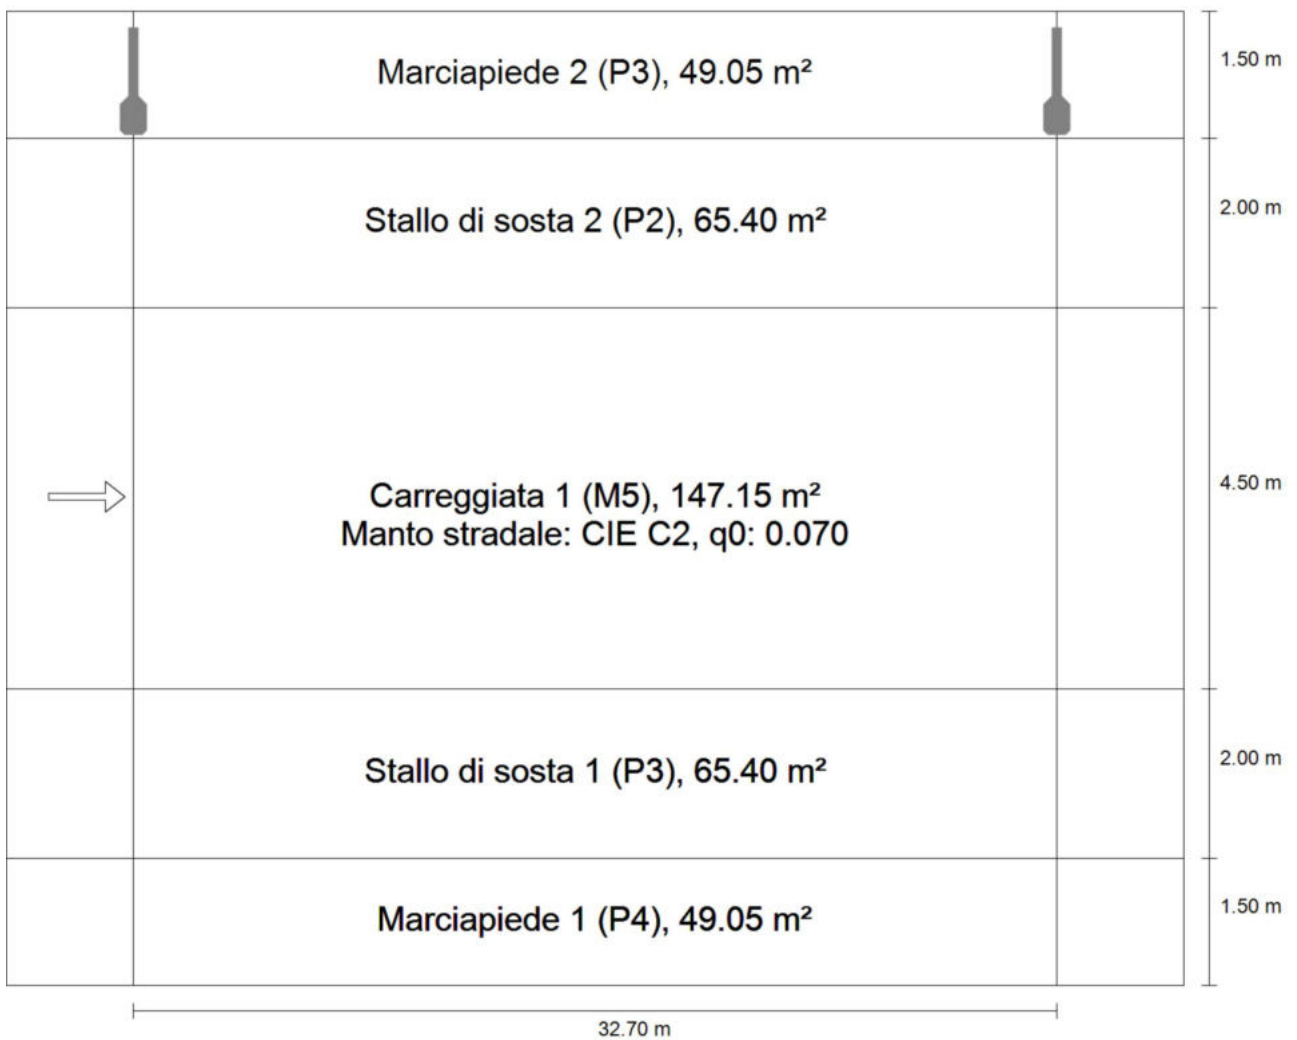 Marciapiede 2 (P3), 49.05 m²
1.50 m
Stallo di sosta 2 (P2), 65.40 m²
2.00 m
Carreggiata 1 (M5), 147.15 m²
Manto stradale: CIE C2, q0: 0.070
4.50 m
Stallo di sosta 1 (P3), 65.40 m²
2.00 m
Marciapiede 1 (P4), 49.05 m²
1.50 m
32.70 m